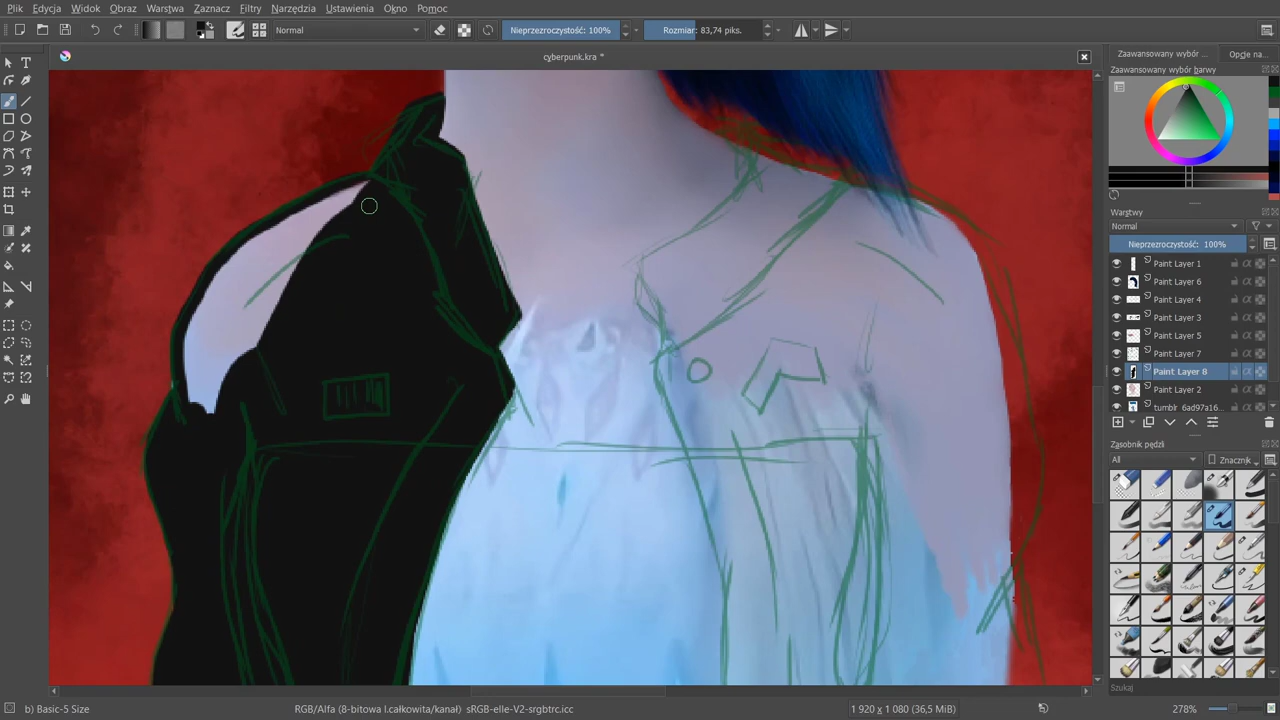 Plik Edycja Widok Obraz Warstwa Zaznacz Filtry Narzędzia Ustawienia Okno Pomoc
Normal Nieprzezroczystość: 100% Rozmiar: 83,74 piks.
cyberpunk.kra *
Zaawansowany wybór ... Opcje na...
Zaawansowany wybór barwy
Warstwy
Normal
Nieprzezroczystość: 100%
Paint Layer 1
Paint Layer 6
Paint Layer 4
Paint Layer 3
Paint Layer 5
Paint Layer 7
Paint Layer 8
Paint Layer 2
tumblr_6ad97a16...
Zasobnik pędzli
All Znacznik
Szukaj
b) Basic-5 Size RGB/Alfa (8-bitowa l.całkowita/kanał) sRGB-elle-V2-srgbtrc.icc 1 920 x 1 080 (36,5 MiB) 278%